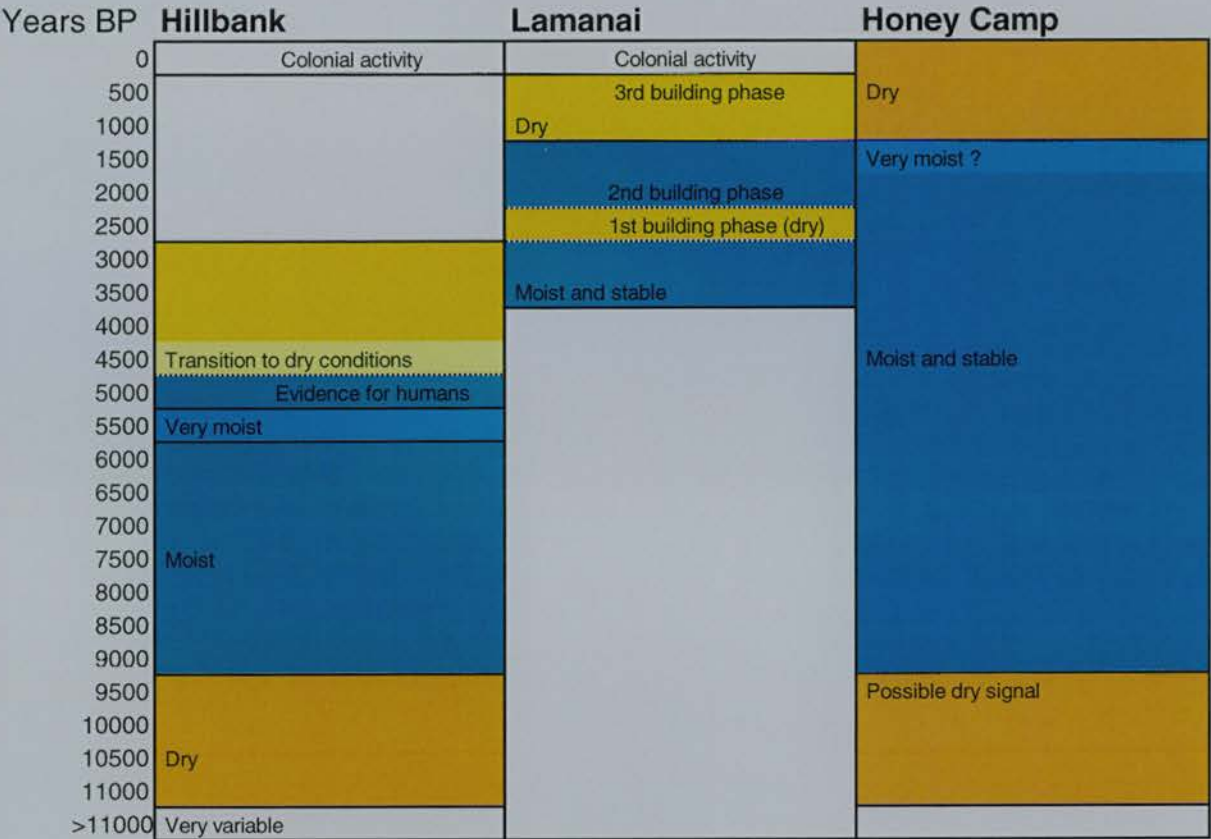 Years BP Hillbank Lamanai Honey Camp
0 Colonial activity Colonial activity
500 3rd building phase Dry
1000 Dry
1500 Very moist ?
2000 2nd building phase
2500 1st building phase (dry)
3000
3500 Moist and stable
4000
4500 Transition to dry conditions Moist and stable
5000 Evidence for humans
5500 Very moist
6000
6500
7000
7500 Moist
8000
8500
9000
9500 Possible dry signal
10000
10500 Dry
11000
>11000 Very variable